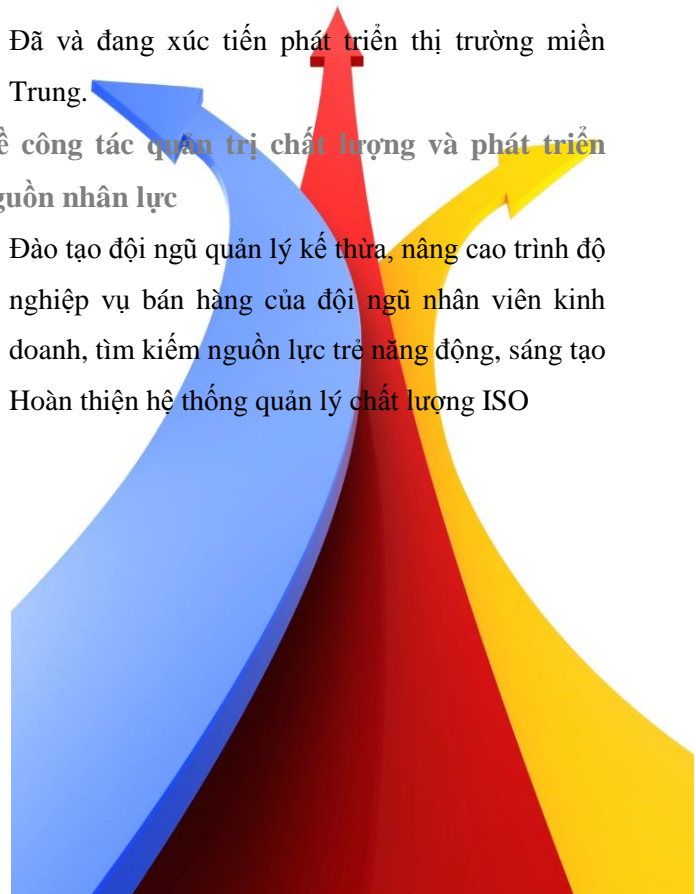 Đã và đang xúc tiến phát triển thị trường miền
Trung.
ề công tác quản trị chất lượng và phát triển
guồn nhân lực
Đào tạo đội ngũ quản lý kế thừa, nâng cao trình độ
nghiệp vụ bán hàng của đội ngũ nhân viên kinh
doanh, tìm kiếm nguồn lực trẻ năng động, sáng tạo
Hoàn thiện hệ thống quản lý chất lượng ISO